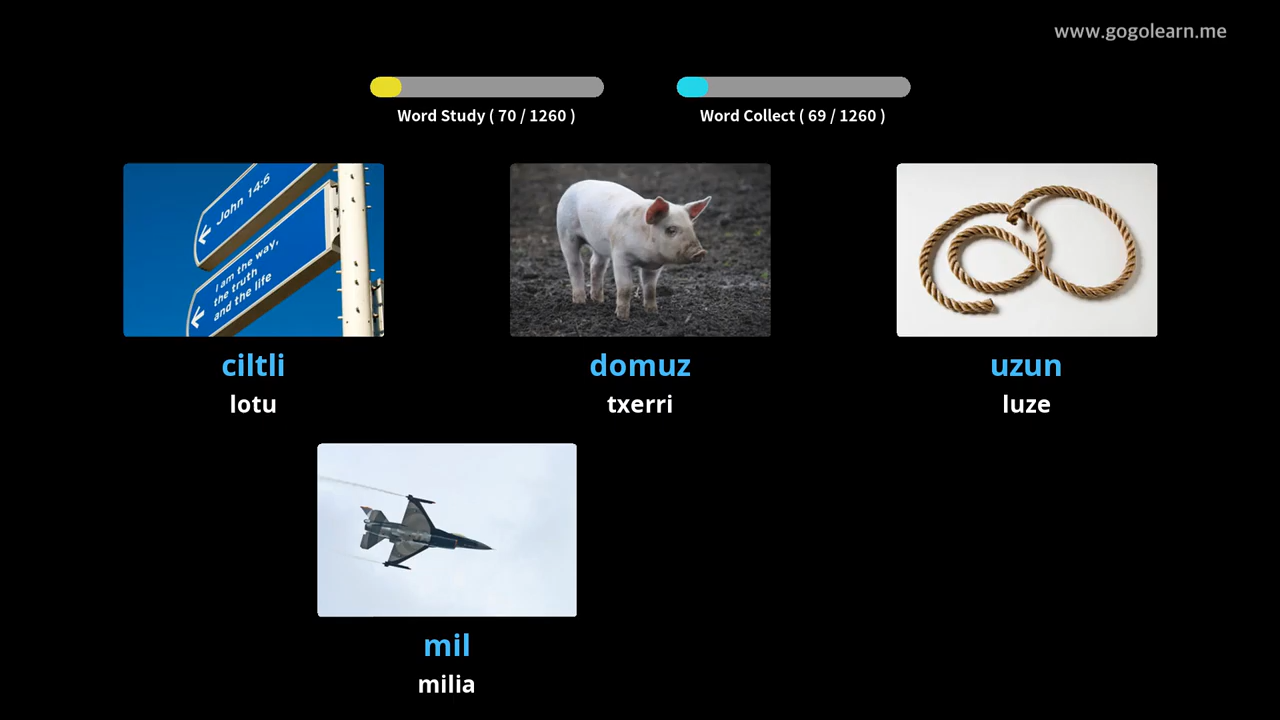 www.gogolearn.me
Word Study ( 70 / 1260 )
Word Collect ( 69 / 1260 )
John 14:6
I am the way,
the truth
and the life
ciltli
lotu
domuz
txerri
uzun
luze
mil
milia